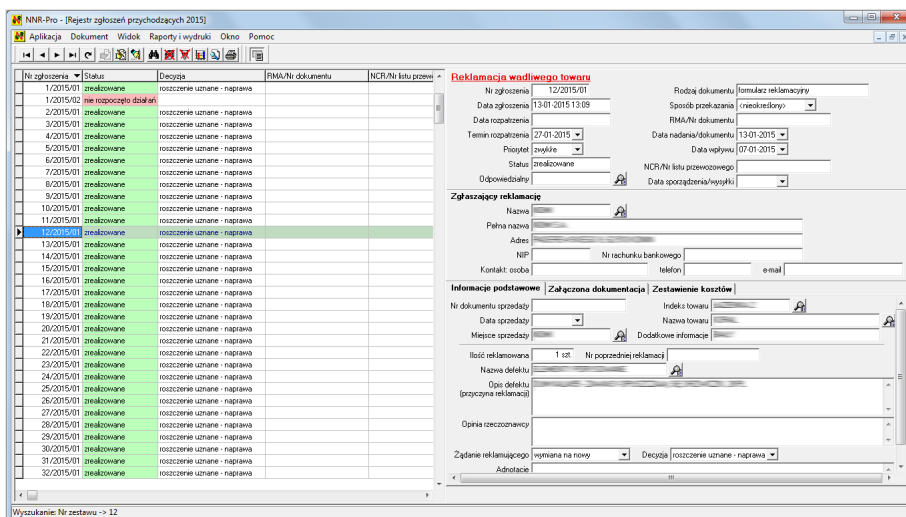 NNR-Pro - [Rejestr zgłoszeń przychodzących 2015]
Aplikacja Dokument Widok Raporty i wydruki Okno Pomoc
Nr zgłoszenia Status Decyzja RMA/Nr dokumentu NCR/Nr listu przewo
1/2015/01 zrealizowane roszczenie uznane - naprawa
1/2015/02 nie rozpoczęto działań
2/2015/01 zrealizowane roszczenie uznane - naprawa
3/2015/01 zrealizowane roszczenie uznane - naprawa
4/2015/01 zrealizowane roszczenie uznane - naprawa
5/2015/01 zrealizowane roszczenie uznane - naprawa
6/2015/01 zrealizowane roszczenie uznane - naprawa
7/2015/01 zrealizowane roszczenie uznane - naprawa
8/2015/01 zrealizowane roszczenie uznane - naprawa
9/2015/01 zrealizowane roszczenie uznane - naprawa
10/2015/01 zrealizowane roszczenie uznane - naprawa
11/2015/01 zrealizowane roszczenie uznane - naprawa
12/2015/01 zrealizowane roszczenie uznane - naprawa
13/2015/01 zrealizowane roszczenie uznane - naprawa
14/2015/01 zrealizowane roszczenie uznane - naprawa
15/2015/01 zrealizowane roszczenie uznane - naprawa
16/2015/01 zrealizowane roszczenie uznane - naprawa
17/2015/01 zrealizowane roszczenie uznane - naprawa
18/2015/01 zrealizowane roszczenie uznane - naprawa
19/2015/01 zrealizowane roszczenie uznane - naprawa
20/2015/01 zrealizowane roszczenie uznane - naprawa
21/2015/01 zrealizowane roszczenie uznane - naprawa
22/2015/01 zrealizowane roszczenie uznane - naprawa
23/2015/01 zrealizowane roszczenie uznane - naprawa
24/2015/01 zrealizowane roszczenie uznane - naprawa
25/2015/01 zrealizowane roszczenie uznane - naprawa
26/2015/01 zrealizowane roszczenie uznane - naprawa
27/2015/01 zrealizowane roszczenie uznane - naprawa
28/2015/01 zrealizowane roszczenie uznane - naprawa
29/2015/01 zrealizowane roszczenie uznane - naprawa
30/2015/01 zrealizowane roszczenie uznane - naprawa
31/2015/01 zrealizowane roszczenie uznane - naprawa
32/2015/01 zrealizowane roszczenie uznane - naprawa
Reklamacja wadliwego towaru
Nr zgłoszenia 12/2015/01 Rodzaj dokumentu formularz reklamacyjny
Data zgłoszenia 13-01-2015 13:09 Sposób przekazania <nieokreślony>
Data rozpatrzenia RMA/Nr dokumentu
Termin rozpatrzenia 27-01-2015 Data nadania/dokumentu 13-01-2015
Priorytet zwykłe Data wpływu 07-01-2015
Status zrealizowane NCR/Nr listu przewozowego
Odpowiedzialny Data sporządzenia/wysyłki
Zgłaszający reklamację
Nazwa
Pełna nazwa
Adres
NIP Nr rachunku bankowego
Kontakt: osoba telefon e-mail
Informacje podstawowe Załączona dokumentacja Zestawienie kosztów
Nr dokumentu sprzedaży Indeks towaru
Data sprzedaży Nazwa towaru
Miejsce sprzedaży Dodatkowe informacje
Ilość reklamowana 1 szt. Nr poprzedniej reklamacji
Nazwa defektu
Opis defektu
(przyczyna reklamacji)
Opinia rzeczoznawcy
Żądanie reklamującego wymiana na nowy Decyzja roszczenie uznane - naprawa
Adnotacje
Wyszukanie: Nr zestawu -> 12